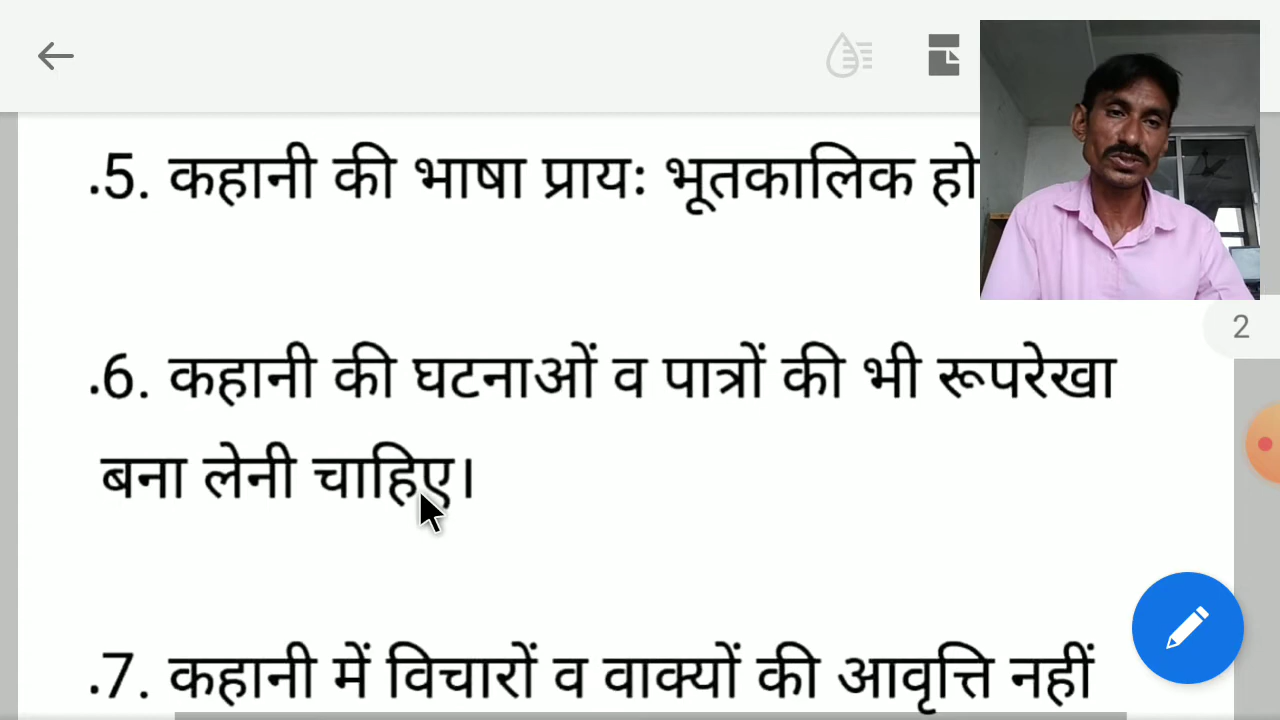 .5. कहानी की भाषा प्रायः भूतकालिक हो
2
.6. कहानी की घटनाओं व पात्रों की भी रूपरेखा
बना लेनी चाहिए।
.7. कहानी में विचारों व वाक्यों की आवृत्ति नहीं